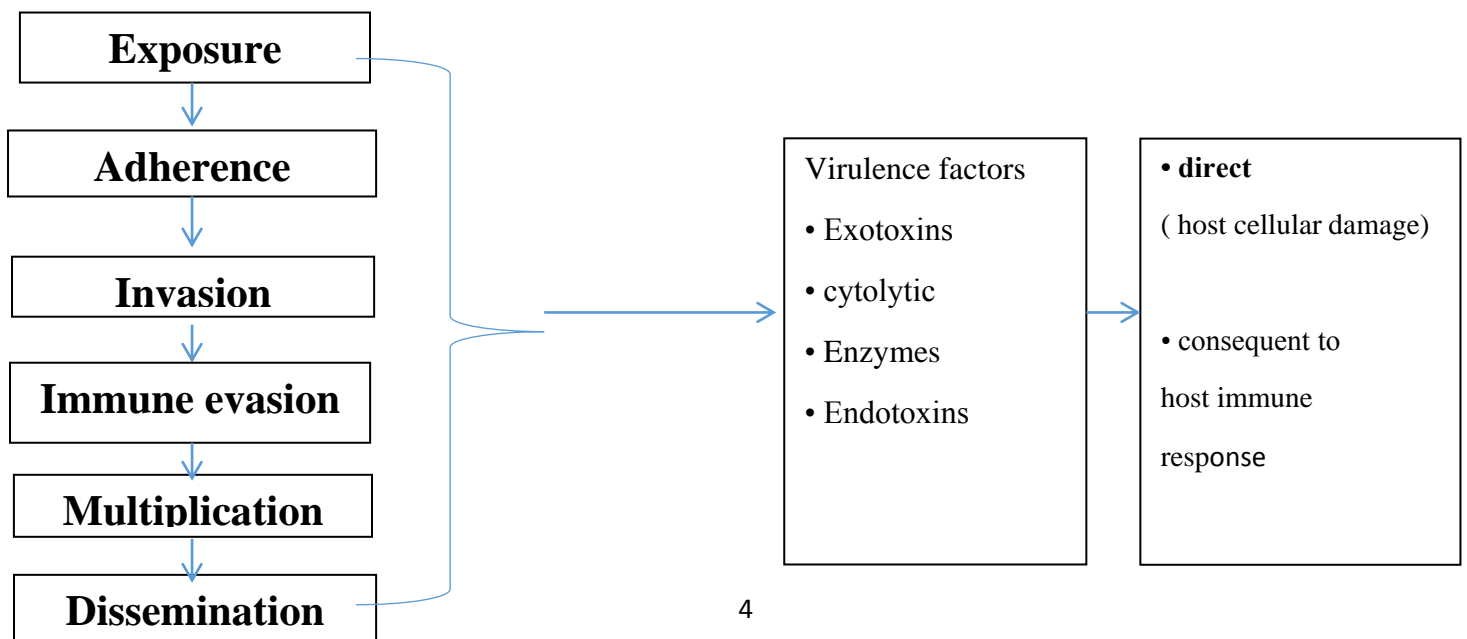 Exposure
Adherence
Invasion
Immune evasion
Multiplication
Dissemination
Virulence factors
• Exotoxins
• cytolytic
• Enzymes
• Endotoxins
• direct
( host cellular damage)
• consequent to
host immune
response
4